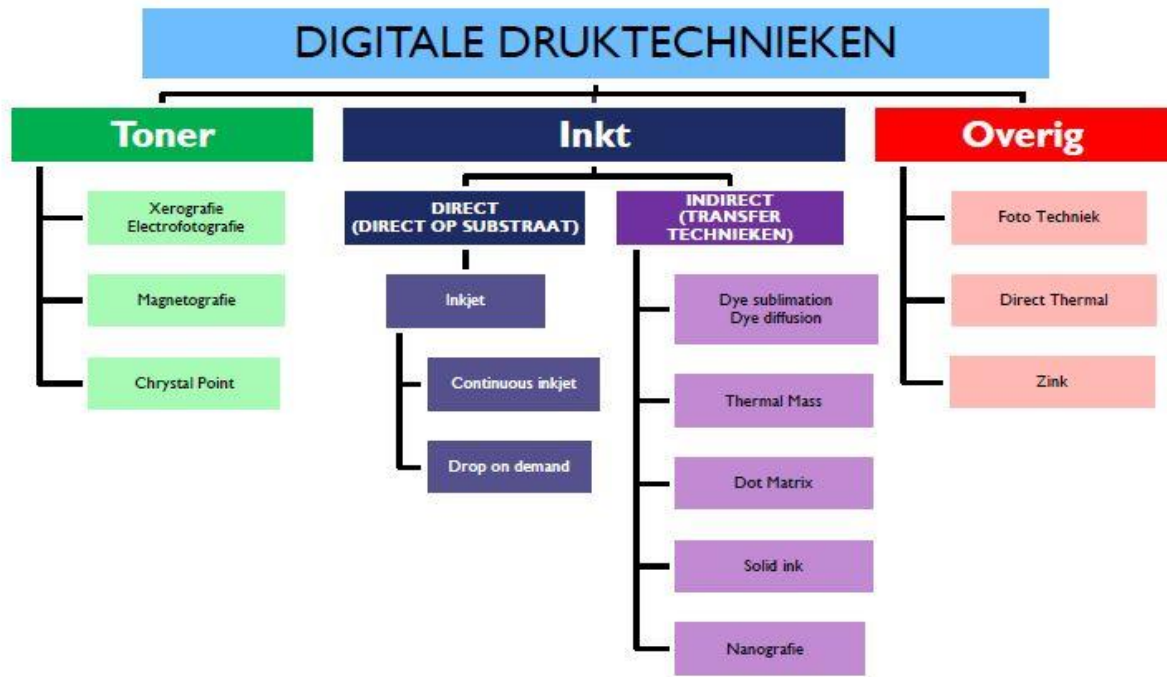 DIGITALE DRUKTECHNIEKEN
Toner
Xerografie
Electrofotografie
Magnetografie
Chrystal Point
Inkt
DIRECT
(DIRECT OP SUBSTRAAT)
Inkjet
Continuous inkjet
Drop on demand
INDIRECT
(TRANSFER
TECHNIEKEN)
Dye sublimation
Dye diffusion
Thermal Mass
Dot Matrix
Solid ink
Nanografie
Overig
Foto Techniek
Direct Thermal
Zink